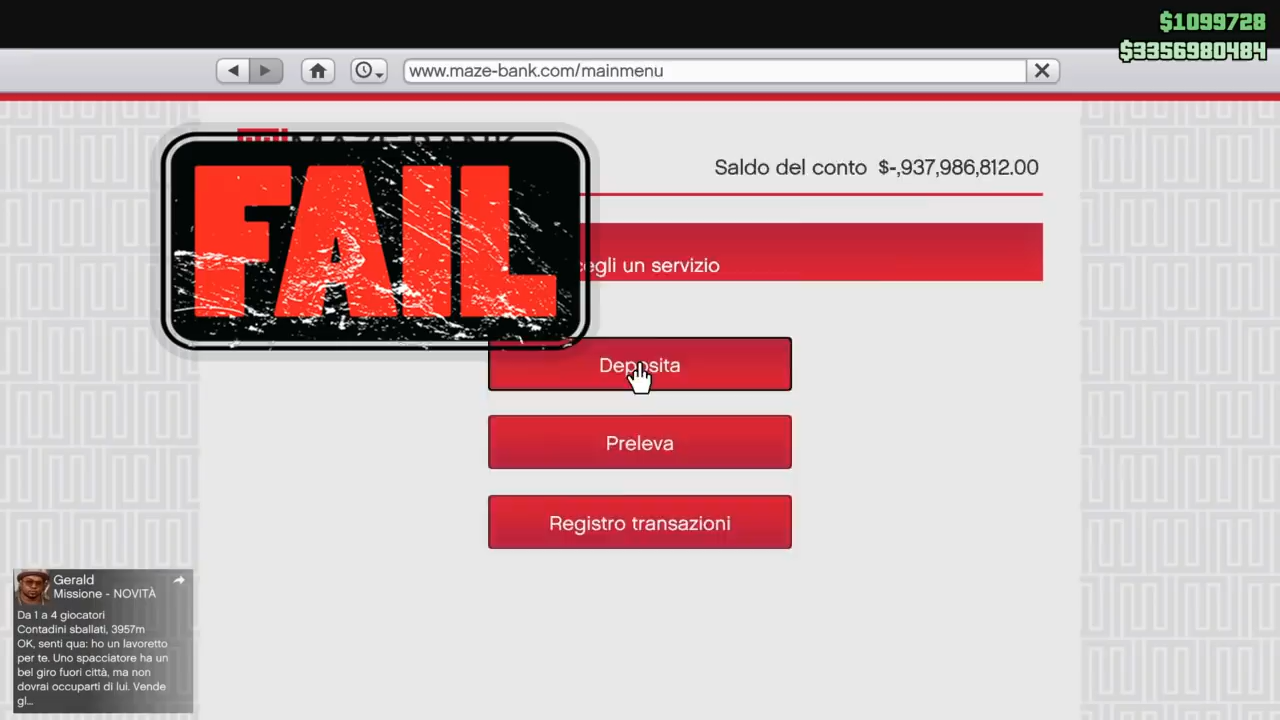 $1099728
$3356980484
www.maze-bank.com/mainmenu
Saldo del conto $-,937,986,812.00
FAIL
egli un servizio
Deposita
Preleva
Registro transazioni
Gerald
Missione - NOVITÀ
Da 1 a 4 giocatori
Contadini sballati, 3957m
OK, senti qua: ho un lavoretto
per te. Uno spacciatore ha un
bel giro fuori città, ma non
dovrai occuparti di lui. Vende
gl...